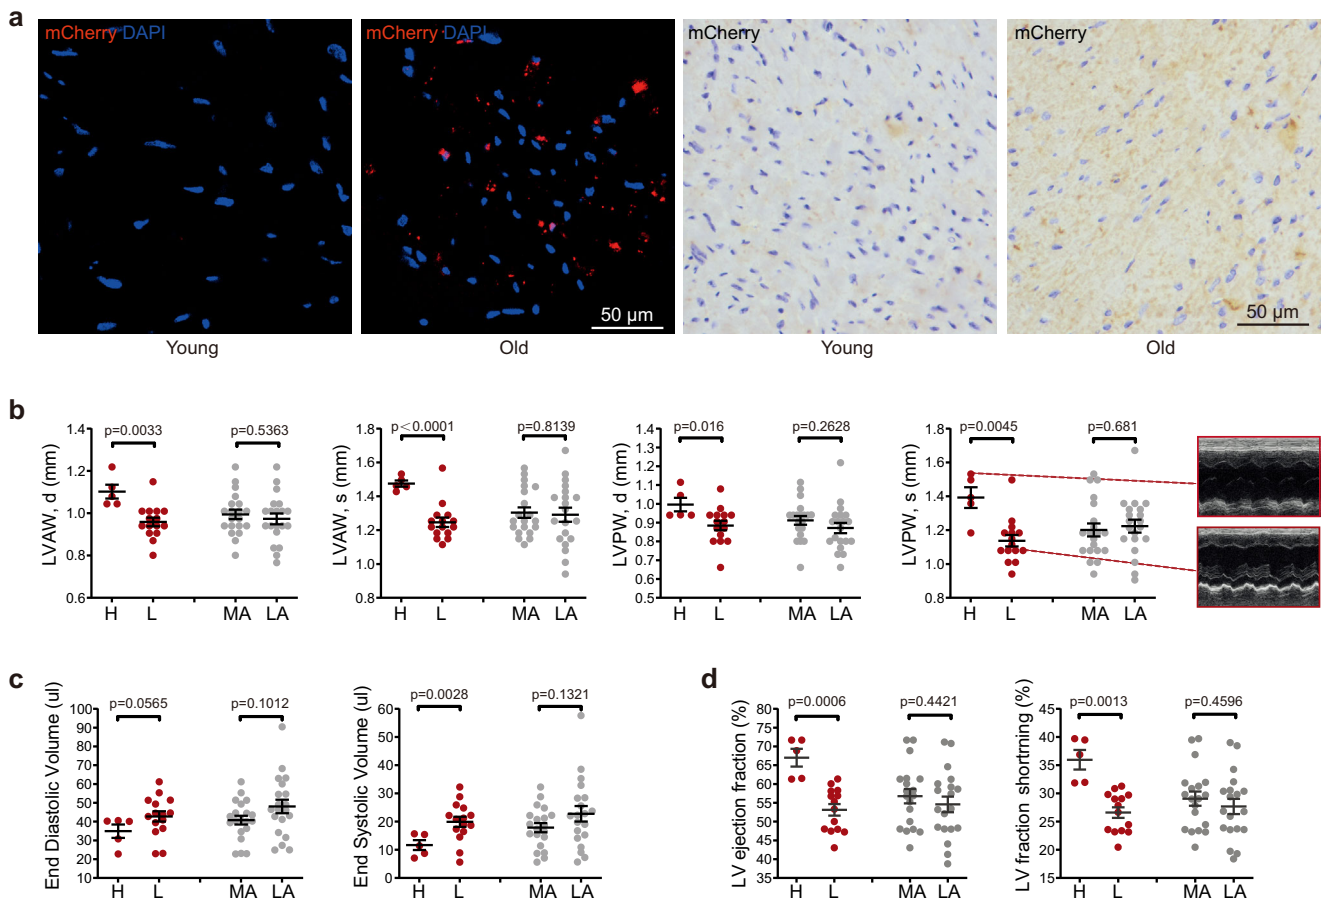 a
mCherry DAPI
mCherry DAPI
mCherry
mCherry
50 μm
50 μm
Young
Old
Young
Old
b
LVAW, d (mm)
1.4
1.2
1.0
0.8
0.6
p=0.0033
p=0.5363
H
L
MA
LA
LVAW, s (mm)
1.8
1.6
1.4
1.2
1.0
0.8
p<0.0001
p=0.8139
H
L
MA
LA
LVPW, d (mm)
1.4
1.3
1.2
1.1
1.0
0.9
0.8
0.7
0.6
0.5
p=0.016
p=0.2628
H
L
MA
LA
LVPW, s (mm)
1.8
1.6
1.4
1.2
1.0
0.8
p=0.0045
p=0.681
H
L
MA
LA
c
End Diastolic Volume (ul)
100
90
80
70
60
50
40
30
20
10
p=0.0565
p=0.1012
H
L
MA
LA
End Systolic Volume (ul)
60
50
40
30
20
10
0
p=0.0028
p=0.1321
H
L
MA
LA
d
LV ejection fraction (%)
80
75
70
65
60
55
50
45
40
35
p=0.0006
p=0.4421
H
L
MA
LA
LV fraction shortrning (%)
45
40
35
30
25
20
15
p=0.0013
p=0.4596
H
L
MA
LA